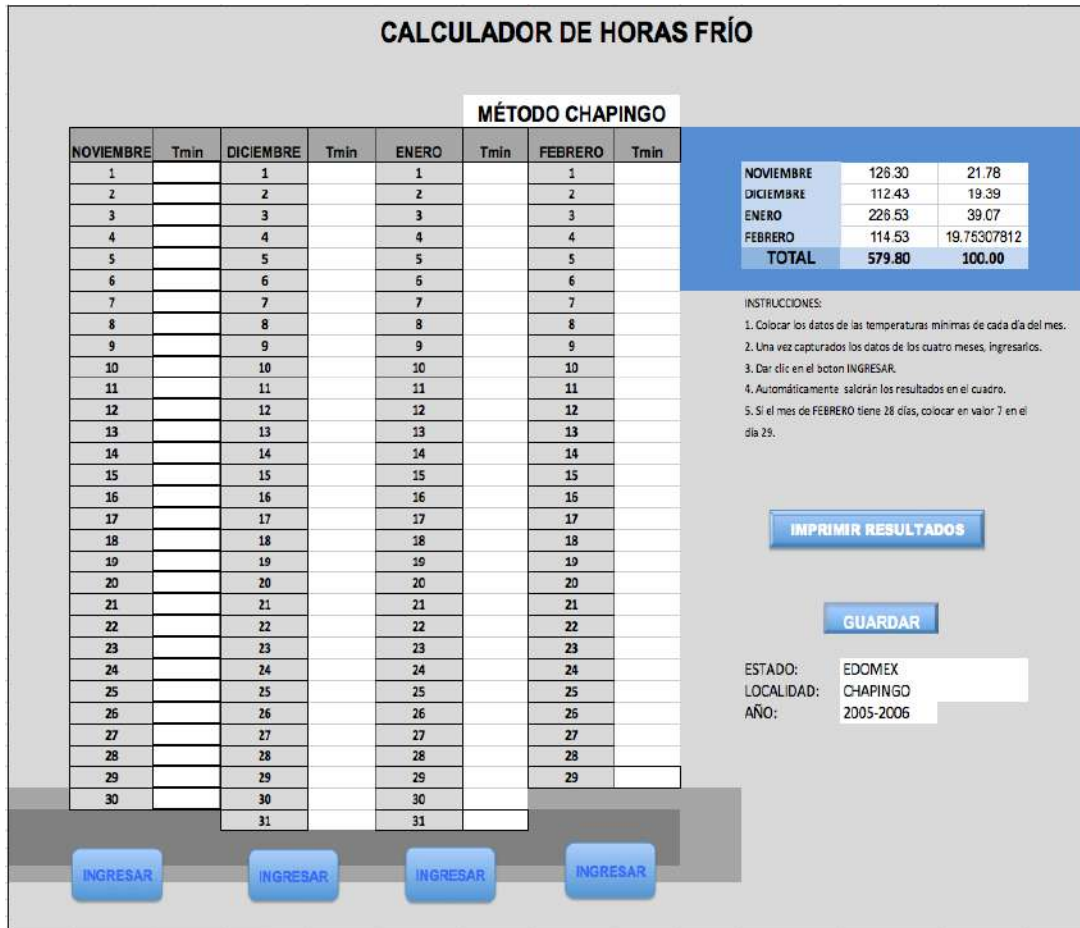 CALCULADOR DE HORAS FRÍO
MÉTODO CHAPINGO
NOVIEMBRE Tmin DICIEMBRE Tmin ENERO Tmin FEBRERO Tmin
1 1 1 1
2 2 2 2
3 3 3 3
4 4 4 4
5 5 5 5
6 6 6 6
7 7 7 7
8 8 8 8
9 9 9 9
10 10 10 10
11 11 11 11
12 12 12 12
13 13 13 13
14 14 14 14
15 15 15 15
16 16 16 16
17 17 17 17
18 18 18 18
19 19 19 19
20 20 20 20
21 21 21 21
22 22 22 22
23 23 23 23
24 24 24 24
25 25 25 25
26 26 26 26
27 27 27 27
28 28 28 28
29 29 29 29
30 30 30
31 31
INGRESAR INGRESAR INGRESAR INGRESAR
NOVIEMBRE 126.30 21.78
DICIEMBRE 112.43 19.39
ENERO 226.53 39.07
FEBRERO 114.53 19.75307812
TOTAL 579.80 100.00
INSTRUCCIONES:
1. Colocar los datos de las temperaturas minimas de cada día del mes.
2. Una vez capturados los datos de los cuatro meses, ingresarlos.
3. Dar clic en el boton INGRESAR.
4. Automáticamente saldrán los resultados en el cuadro.
5. Si el mes de FEBRERO tiene 28 días, colocar en valor 7 en el
día 29.
IMPRIMIR RESULTADOS
GUARDAR
ESTADO: EDOMEX
LOCALIDAD: CHAPINGO
AÑO: 2005-2006